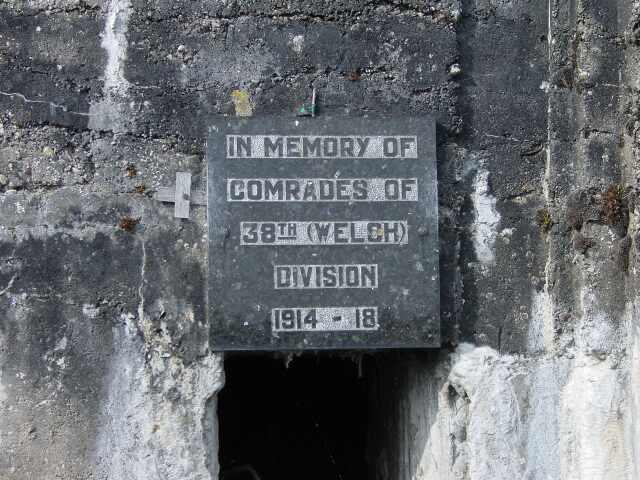 IN MEMORY OF
COMRADES OF
38TH (WELCH)
DIVISION
1914 - 18